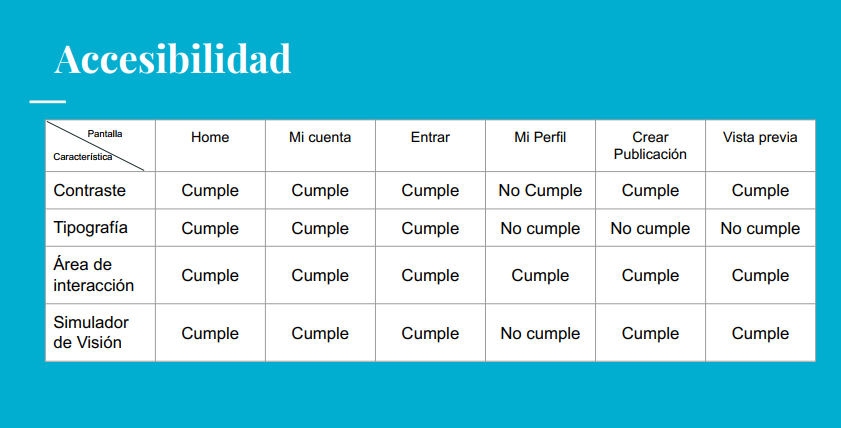 Accesibilidad
Pantalla
Característica
Home
Mi cuenta
Entrar
Mi Perfil
Crear
Publicación
Vista previa
Contraste
Cumple
Cumple
Cumple
No Cumple
Cumple
Cumple
Tipografía
Cumple
Cumple
Cumple
No cumple
No cumple
No cumple
Área de
interacción
Cumple
Cumple
Cumple
Cumple
Cumple
Cumple
Simulador
de Visión
Cumple
Cumple
Cumple
No cumple
Cumple
Cumple